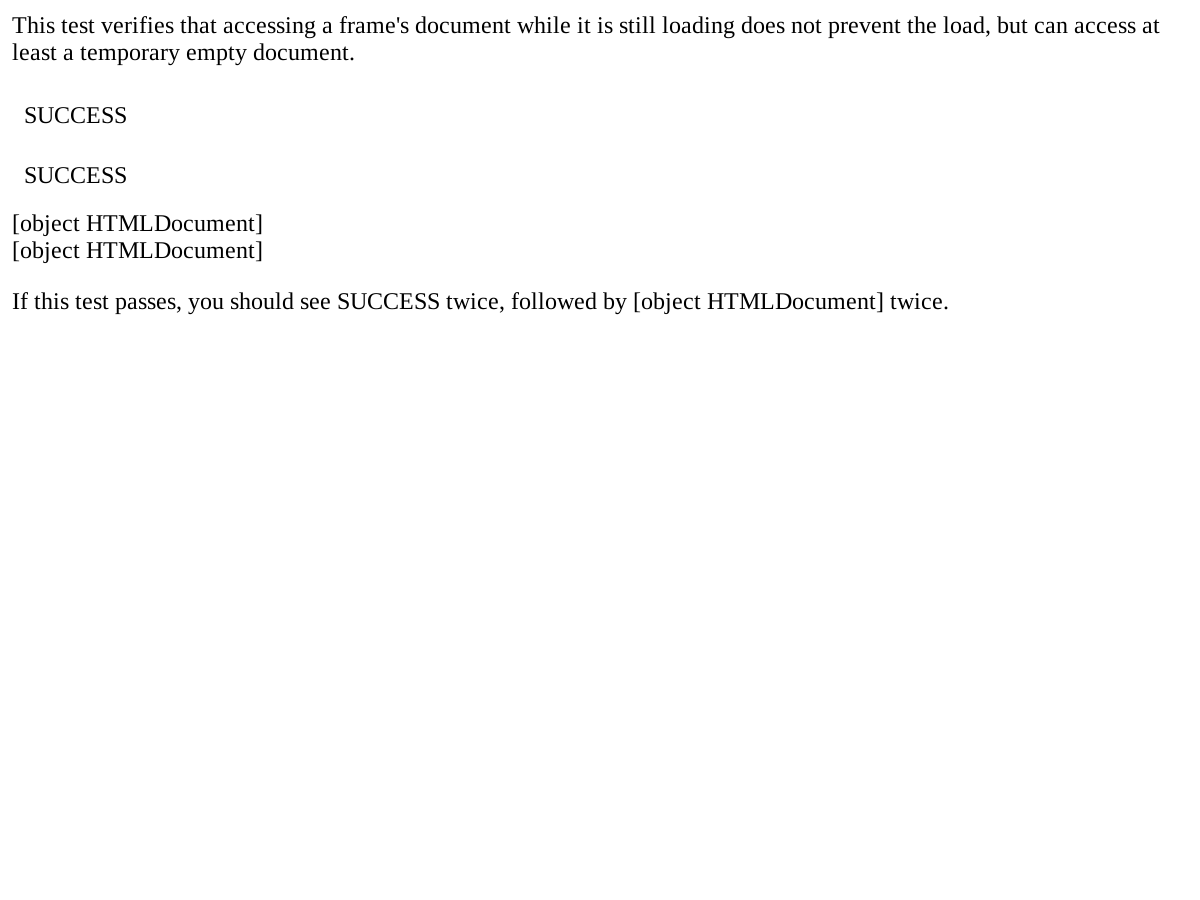 This test verifies that accessing a frame's document while it is still loading does not prevent the load, but can access at
least a temporary empty document.
SUCCESS
SUCCESS
[object HTMLDocument]
[object HTMLDocument]
If this test passes, you should see SUCCESS twice, followed by [object HTMLDocument] twice.